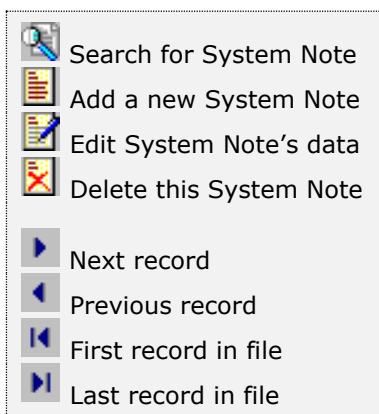 Search for System Note
Add a new System Note
Edit System Note’s data
Delete this System Note
Next record
Previous record
First record in file
Last record in file